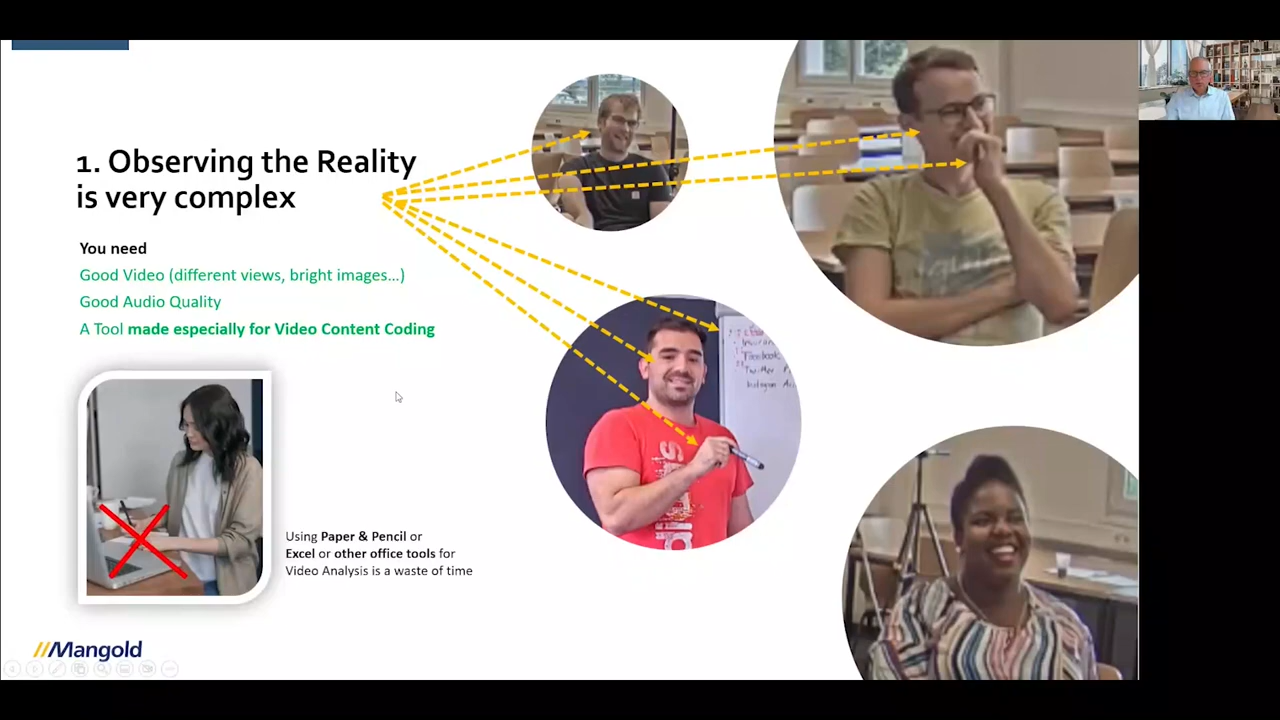 1. Observing the Reality
is very complex
You need
Good Video (different views, bright images...)
Good Audio Quality
A Tool made especially for Video Content Coding
Using Paper & Pencil or
Excel or other office tools for
Video Analysis is a waste of time
//Mangold
Facebook
Twitter